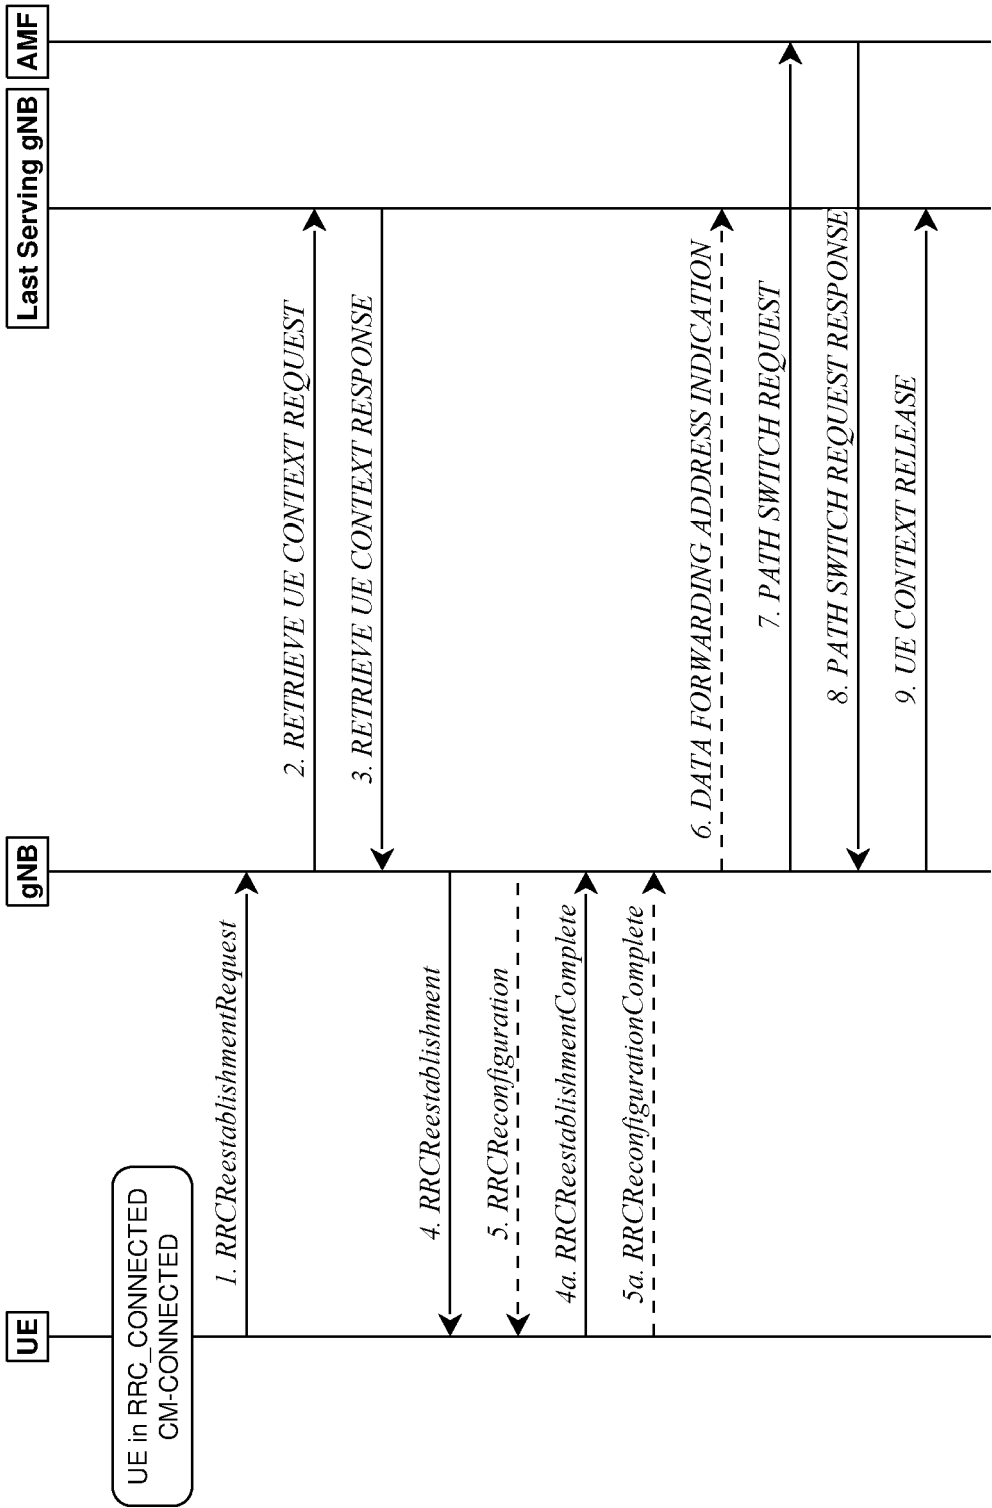 UE
gNB
Last Serving gNB
AMF
UE in RRC_CONNECTED
CM-CONNECTED
1. RRCReestablishmentRequest
2. RETRIEVE UE CONTEXT REQUEST
3. RETRIEVE UE CONTEXT RESPONSE
4. RRCReestablishment
5. RRCReconfiguration
4a. RRCReestablishmentComplete
5a. RRCReconfigurationComplete
6. DATA FORWARDING ADDRESS INDICATION
7. PATH SWITCH REQUEST
8. PATH SWITCH REQUEST RESPONSE
9. UE CONTEXT RELEASE